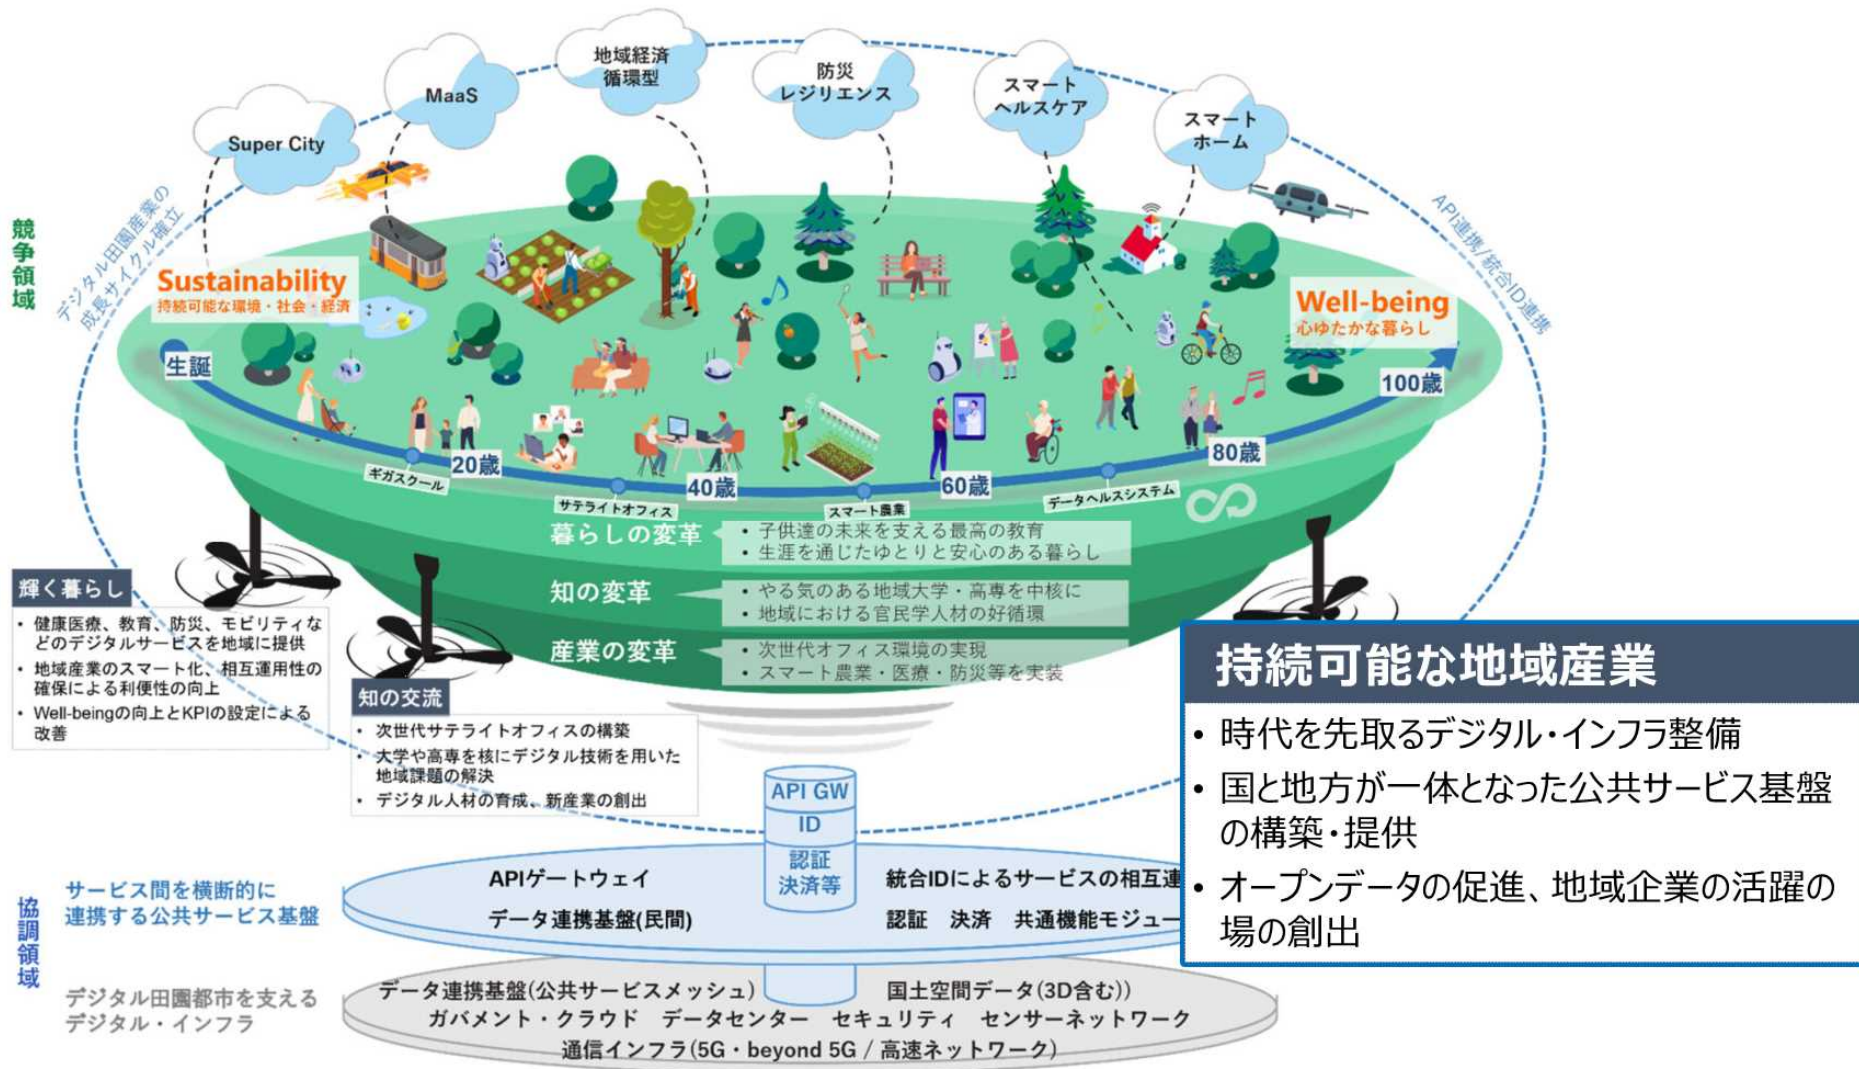 地域経済
循環型
防災
レジリエンス
スマート
ヘルスケア
MaaS
スマート
ホーム
Super City
競争領域
デジタル田園産業の
成長サイクル確立
API連携/統合ID連携
Sustainability
持続可能な環境・社会・経済
Well-being
心ゆたかな暮らし
生誕
20歳
40歳
60歳
80歳
100歳
ギガスクール
サテライトオフィス
スマート農業
データヘルスシステム
暮らしの変革
• 子供達の未来を支える最高の教育
• 生涯を通じたゆとりと安心のある暮らし
知の変革
• やる気のある地域大学・高専を中核に
• 地域における官民学人材の好循環
産業の変革
• 次世代オフィス環境の実現
• スマート農業・医療・防災等を実装
輝く暮らし
• 健康医療、教育、防災、モビリティな
どのデジタルサービスを地域に提供
• 地域産業のスマート化、相互運用性の
確保による利便性の向上
• Well-beingの向上とKPIの設定による
改善
知の交流
• 次世代サテライトオフィスの構築
• 大学や高専を核にデジタル技術を用いた
地域課題の解決
• デジタル人材の育成、新産業の創出
持続可能な地域産業
• 時代を先取るデジタル・インフラ整備
• 国と地方が一体となった公共サービス基盤
の構築・提供
• オープンデータの促進、地域企業の活躍の
場の創出
API GW
ID
認証
決済等
協調領域
サービス間を横断的に
連携する公共サービス基盤
APIゲートウェイ
統合IDによるサービスの相互連
データ連携基盤(民間)
認証 決済 共通機能モジュー
デジタル田園都市を支える
デジタル・インフラ
データ連携基盤(公共サービスメッシュ)
国土空間データ(3D含む))
ガバメント・クラウド データセンター セキュリティ センサーネットワーク
通信インフラ(5G・beyond 5G / 高速ネットワーク)